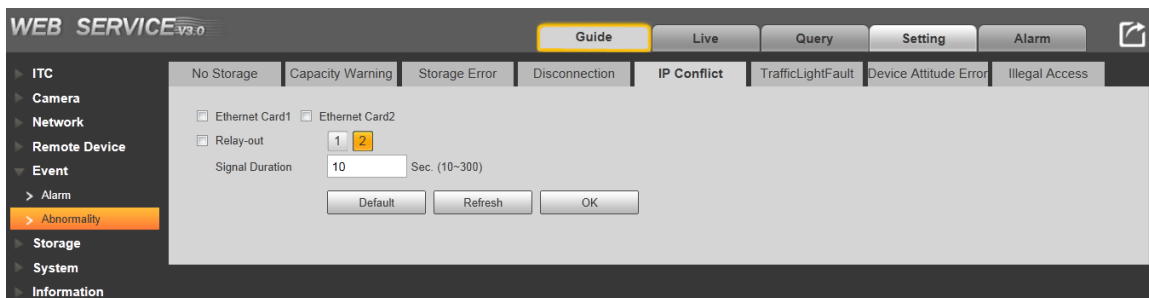 WEB SERVICE V3.0
Guide Live Query Setting Alarm
ITC
Camera
Network
Remote Device
Event
Alarm
Abnormality
Storage
System
Information
No Storage Capacity Warning Storage Error Disconnection IP Conflict TrafficLightFault Device Attitude Error Illegal Access
Ethernet Card1 Ethernet Card2
Relay-out 1 2
Signal Duration 10 Sec. (10~300)
Default Refresh OK